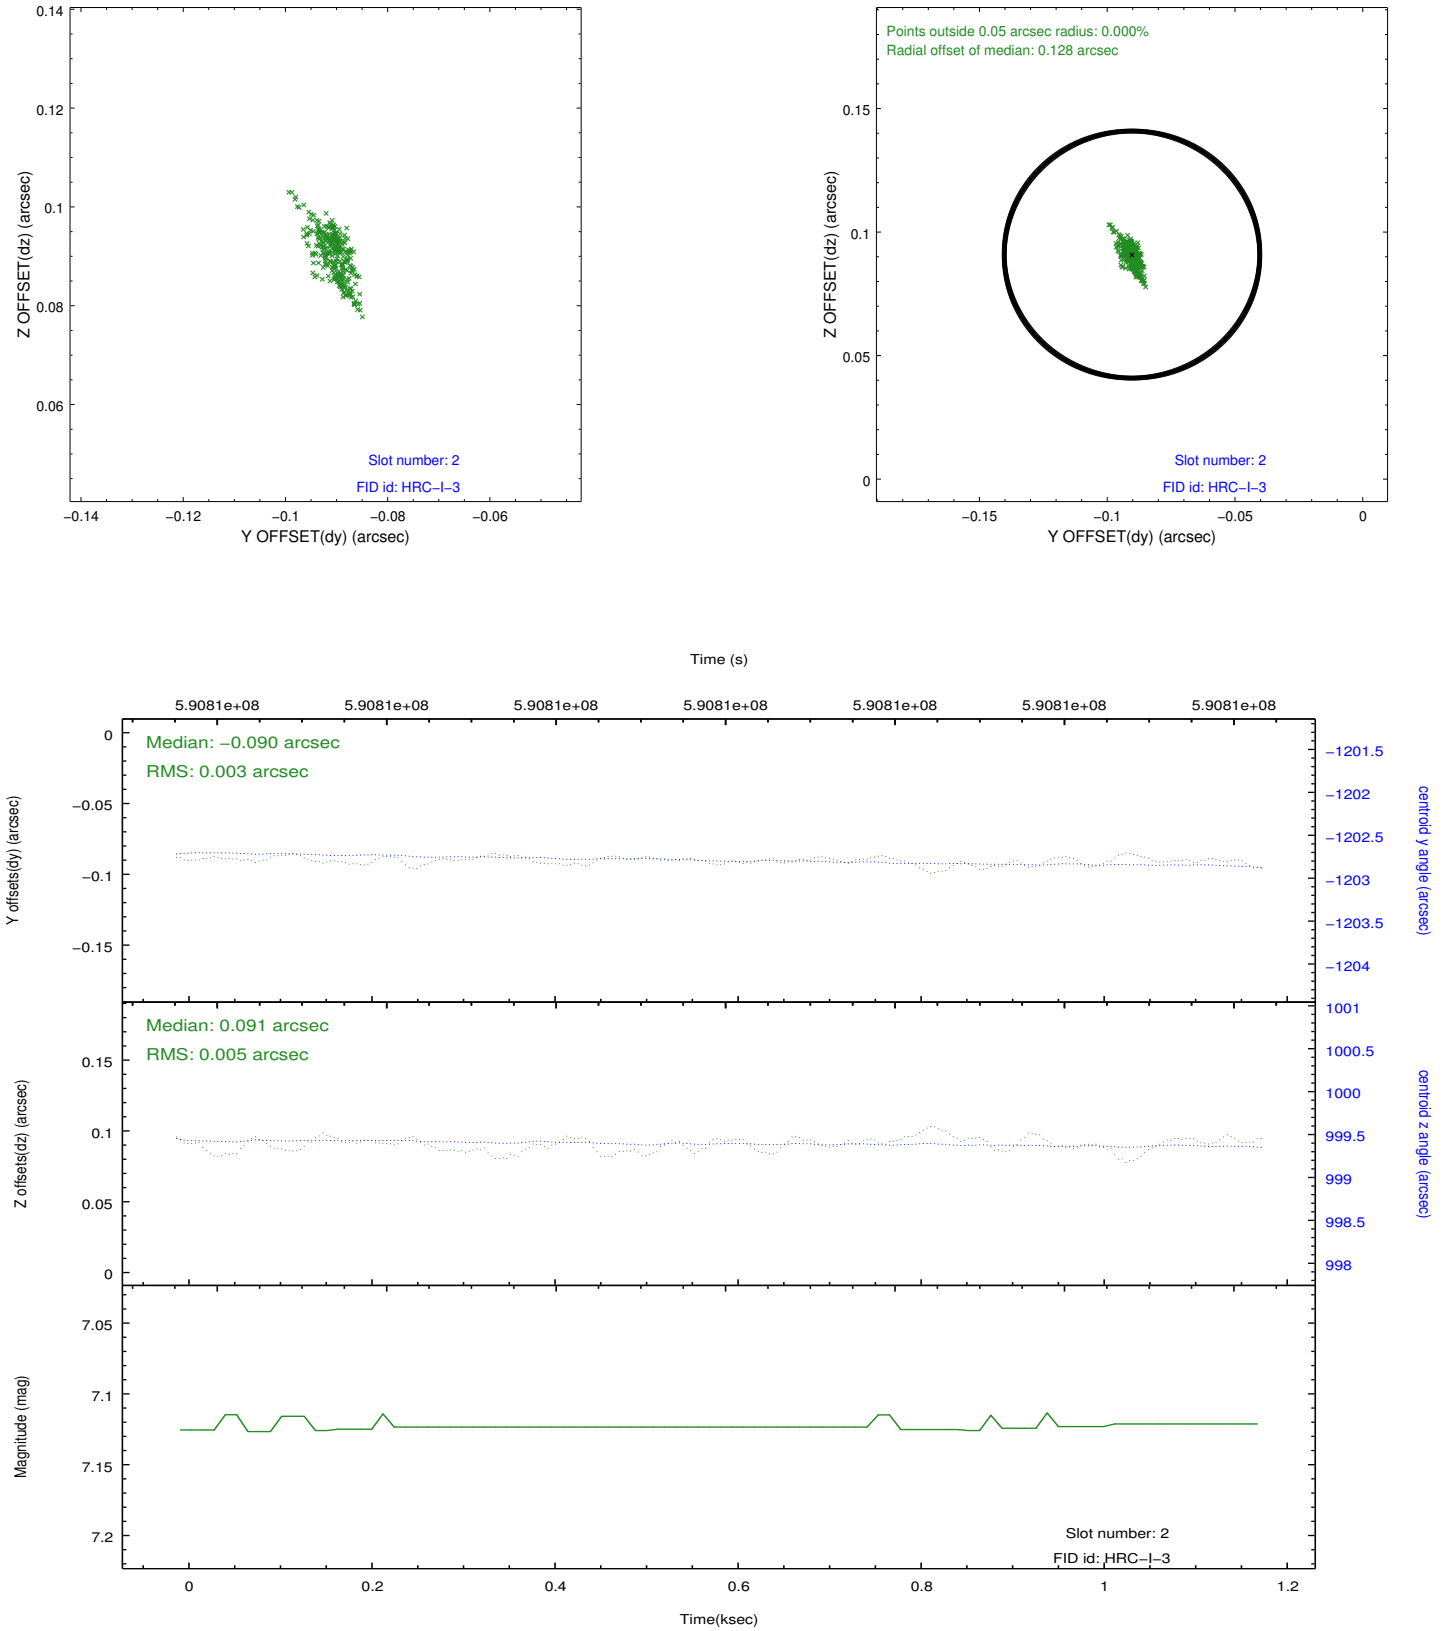 0.14
0.12
0.1
0.08
0.06
Z OFFSET(dz) (arcsec)
Slot number: 2
FID id: HRC−I−3
−0.14
−0.12
−0.1
−0.08
−0.06
Y OFFSET(dy) (arcsec)
Points outside 0.05 arcsec radius: 0.000%
Radial offset of median: 0.128 arcsec
0.15
0.1
0.05
0
Z OFFSET(dz) (arcsec)
Slot number: 2
FID id: HRC−I−3
−0.15
−0.1
−0.05
0
Y OFFSET(dy) (arcsec)
Time (s)
5.9081e+08 5.9081e+08 5.9081e+08 5.9081e+08 5.9081e+08 5.9081e+08 5.9081e+08
Median: −0.090 arcsec
RMS: 0.003 arcsec
0
−0.05
−0.1
−0.15
Y offsets(dy) (arcsec)
−1201.5
−1202
−1202.5
−1203
−1203.5
−1204
centroid y angle (arcsec)
Median: 0.091 arcsec
RMS: 0.005 arcsec
0.15
0.1
0.05
0
Z offsets(dz) (arcsec)
1001
1000.5
1000
999.5
999
998.5
998
centroid z angle (arcsec)
7.05
7.1
7.15
7.2
Magnitude (mag)
Slot number: 2
FID id: HRC−I−3
0
0.2
0.4
0.6
0.8
1
1.2
Time(ksec)